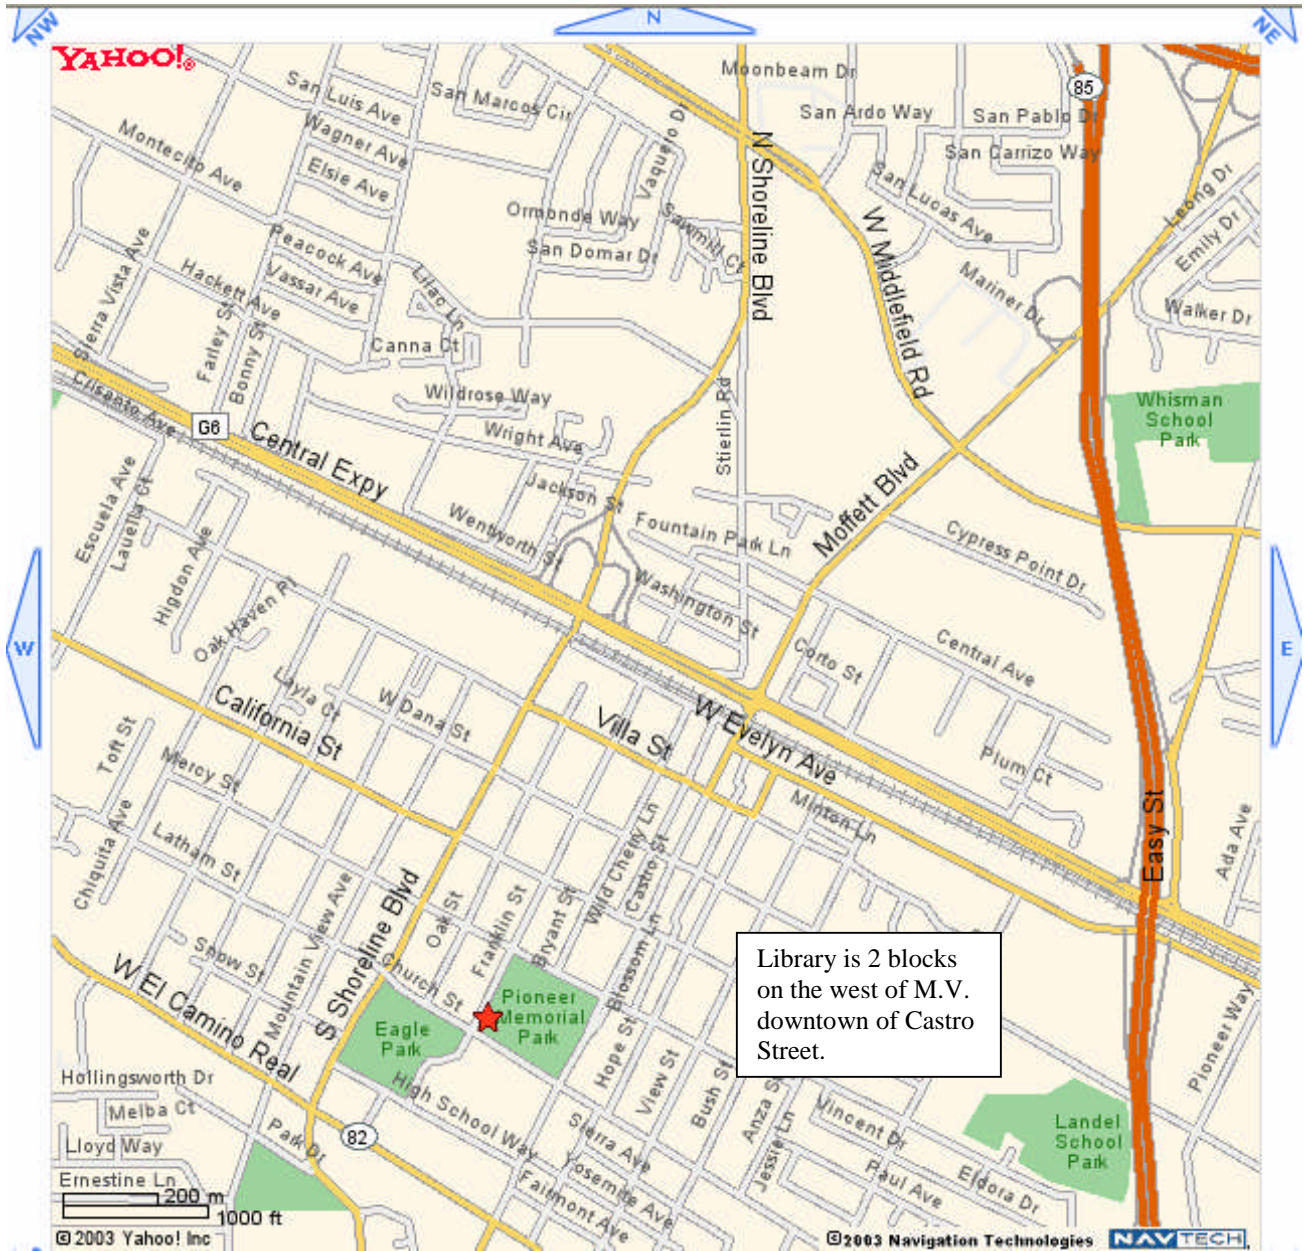 NW
N
NE
YAHOO!®
Moonbeam Dr
85
San Luis Ave
San Marcos Cir
San Ardo Way
San Pablo Dr
Montecito Ave
Wagner Ave
Vaquero Dr
N Shoreline Blvd
San Carrizo Way
Elsie Ave
San Lucas Ave
Leong Dr
Ormonde Way
Sawmill Ct
W Middlefield Rd
Emily Dr
Sierra Vista Ave
Peacock Ave
San Domar Dr
Hackett Ave
Vassar Ave
Lilac Ln
Mariner Dr
Walker Dr
Farley St
Bonny St
Canna Ct
Crisanto Ave
Wildrose Way
Stierlin Rd
Whisman
School
Park
G6
Central Expy
Wright Ave
Escuela Ave
Lauella Ct
Jackson St
Moffett Blvd
Wentworth St
Fountain Park Ln
Cypress Point Dr
Higdon Ave
Oak Haven Pl
Washington St
W
E
Corto St
Central Ave
Layla Ct
California St
W Dana St
Villa St
W Evelyn Ave
Toft St
Plum Ct
Mercy St
Minton Ln
Easy St
Ada Ave
Chiquita Ave
Latham St
Wild Cherry Ln
Castro St
Mountain View Ave
S Shoreline Blvd
Oak St
Franklin St
Bryant St
Blossom Ln
Snow St
Church St
W El Camino Real
Library is 2 blocks
on the west of M.V.
downtown of Castro
Street.
Pioneer
Memorial
Park
Eagle
Park
Pioneer Way
Hope St
View St
Bush St
Anza St
Jessie Ln
Hollingsworth Dr
Melba Ct
High School Way
Vincent Dr
Landel
School
Park
82
Park Dr
Sierra Ave
Lloyd Way
Yosemite Ave
Paul Ave
Eldora Dr
Ernestine Ln
Fairmont Ave
200 m
1000 ft
©2003 Yahoo! Inc
©2003 Navigation Technologies
NAVTECH